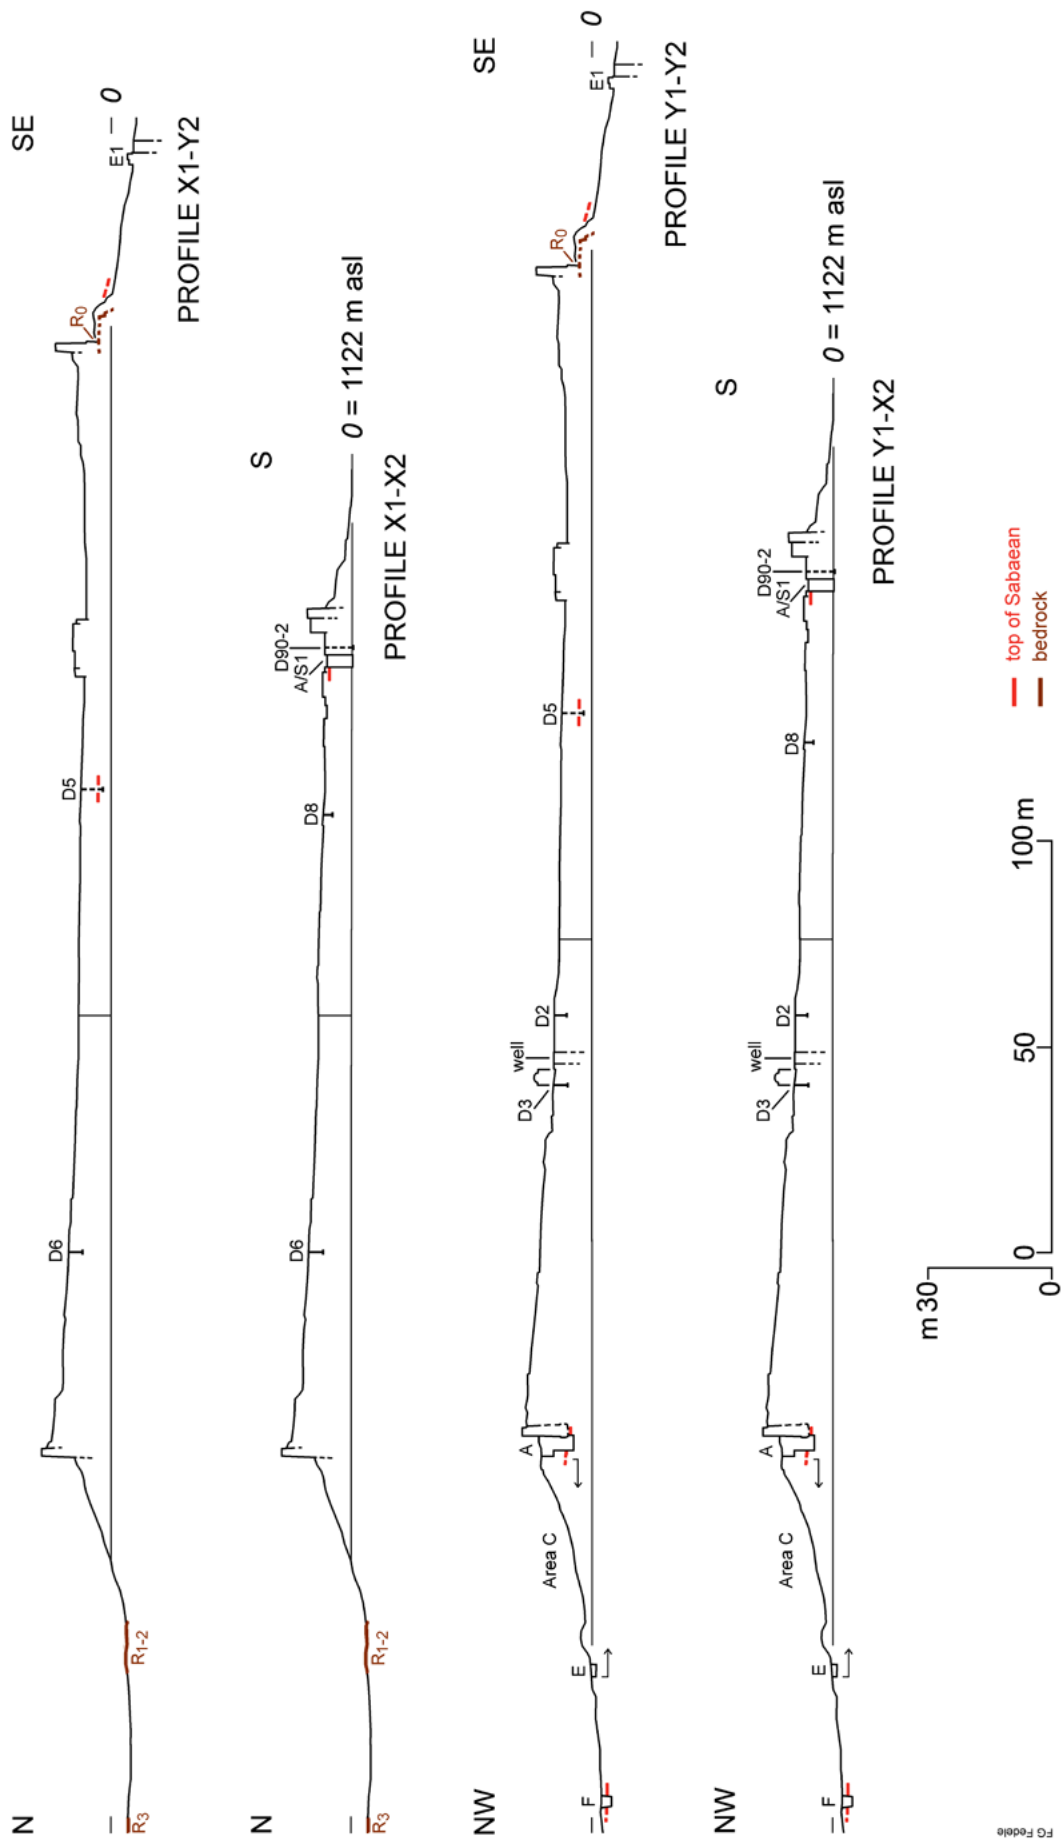 N
SE
D6
D5
R0
E1
0
R3
R1-2
PROFILE X1-Y2
N
S
D6
D8
A/S1
D90-2
R3
R1-2
0 = 1122 m asl
PROFILE X1-X2
NW
SE
F
E
Area C
A
D3
well
D2
D5
R0
E1
0
PROFILE Y1-Y2
NW
S
F
E
Area C
A
D3
well
D2
D8
A/S1
D90-2
0 = 1122 m asl
PROFILE Y1-X2
m 30
0
0
50
100 m
top of Sabaean
bedrock
FG Fedele